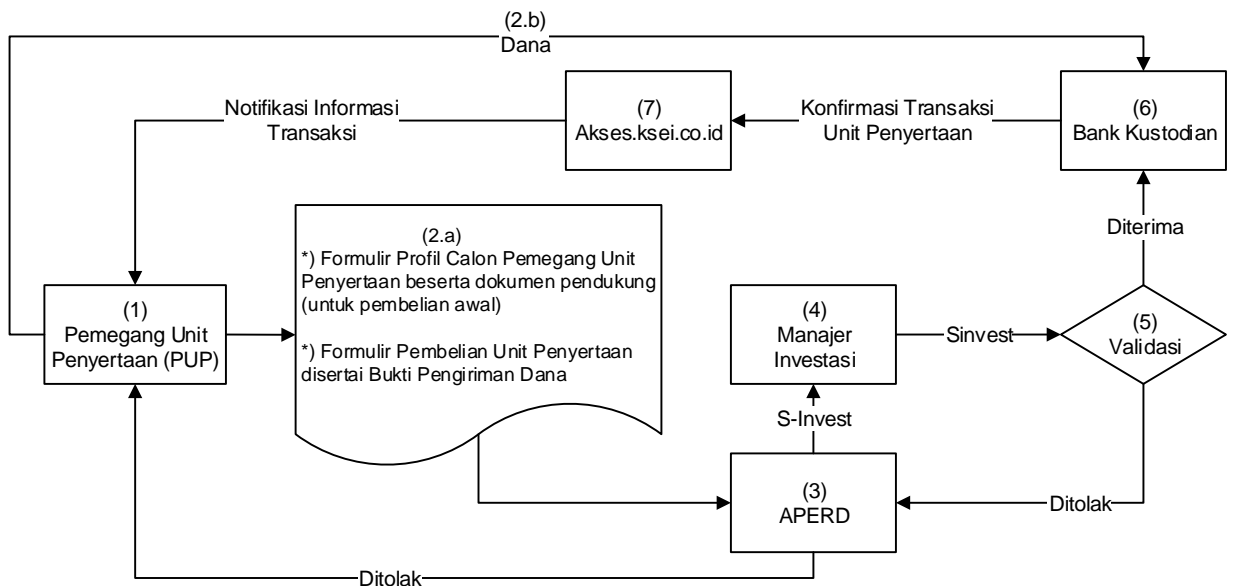 (2.b)
Dana
Notifikasi Informasi
Transaksi
(7)
Akses.ksei.co.id
Konfirmasi Transaksi
Unit Penyertaan
(6)
Bank Kustodian
Diterima
(2.a)
*) Formulir Profil Calon Pemegang Unit
Penyertaan beserta dokumen pendukung
(untuk pembelian awal)
*) Formulir Pembelian Unit Penyertaan
disertai Bukti Pengiriman Dana
(1)
Pemegang Unit
Penyertaan (PUP)
(4)
Manajer
Investasi
Sinvest
(5)
Validasi
S-Invest
(3)
APERD
Ditolak
Ditolak